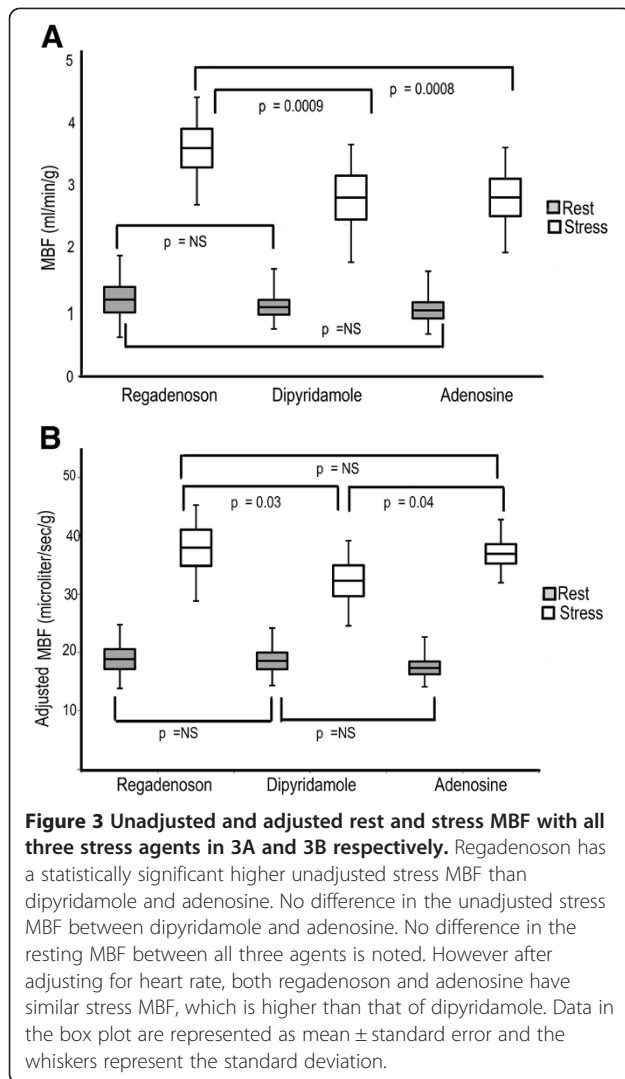 A
5
p = 0.0008
p = 0.0009
4
3
MBF (ml/min/g)
Rest
Stress
2
p = NS
1
p =NS
0
Regadenoson Dipyridamole Adenosine
B
50
p = NS
p = 0.03 p = 0.04
40
Adjusted MBF (microliter/sec/g)
30
Rest
Stress
20
10
p =NS p =NS
Regadenoson Dipyridamole Adenosine
Figure 3 Unadjusted and adjusted rest and stress MBF with all
three stress agents in 3A and 3B respectively. Regadenoson has
a statistically significant higher unadjusted stress MBF than
dipyridamole and adenosine. No difference in the unadjusted stress
MBF between dipyridamole and adenosine. No difference in the
resting MBF between all three agents is noted. However after
adjusting for heart rate, both regadenoson and adenosine have
similar stress MBF, which is higher than that of dipyridamole. Data in
the box plot are represented as mean ± standard error and the
whiskers represent the standard deviation.